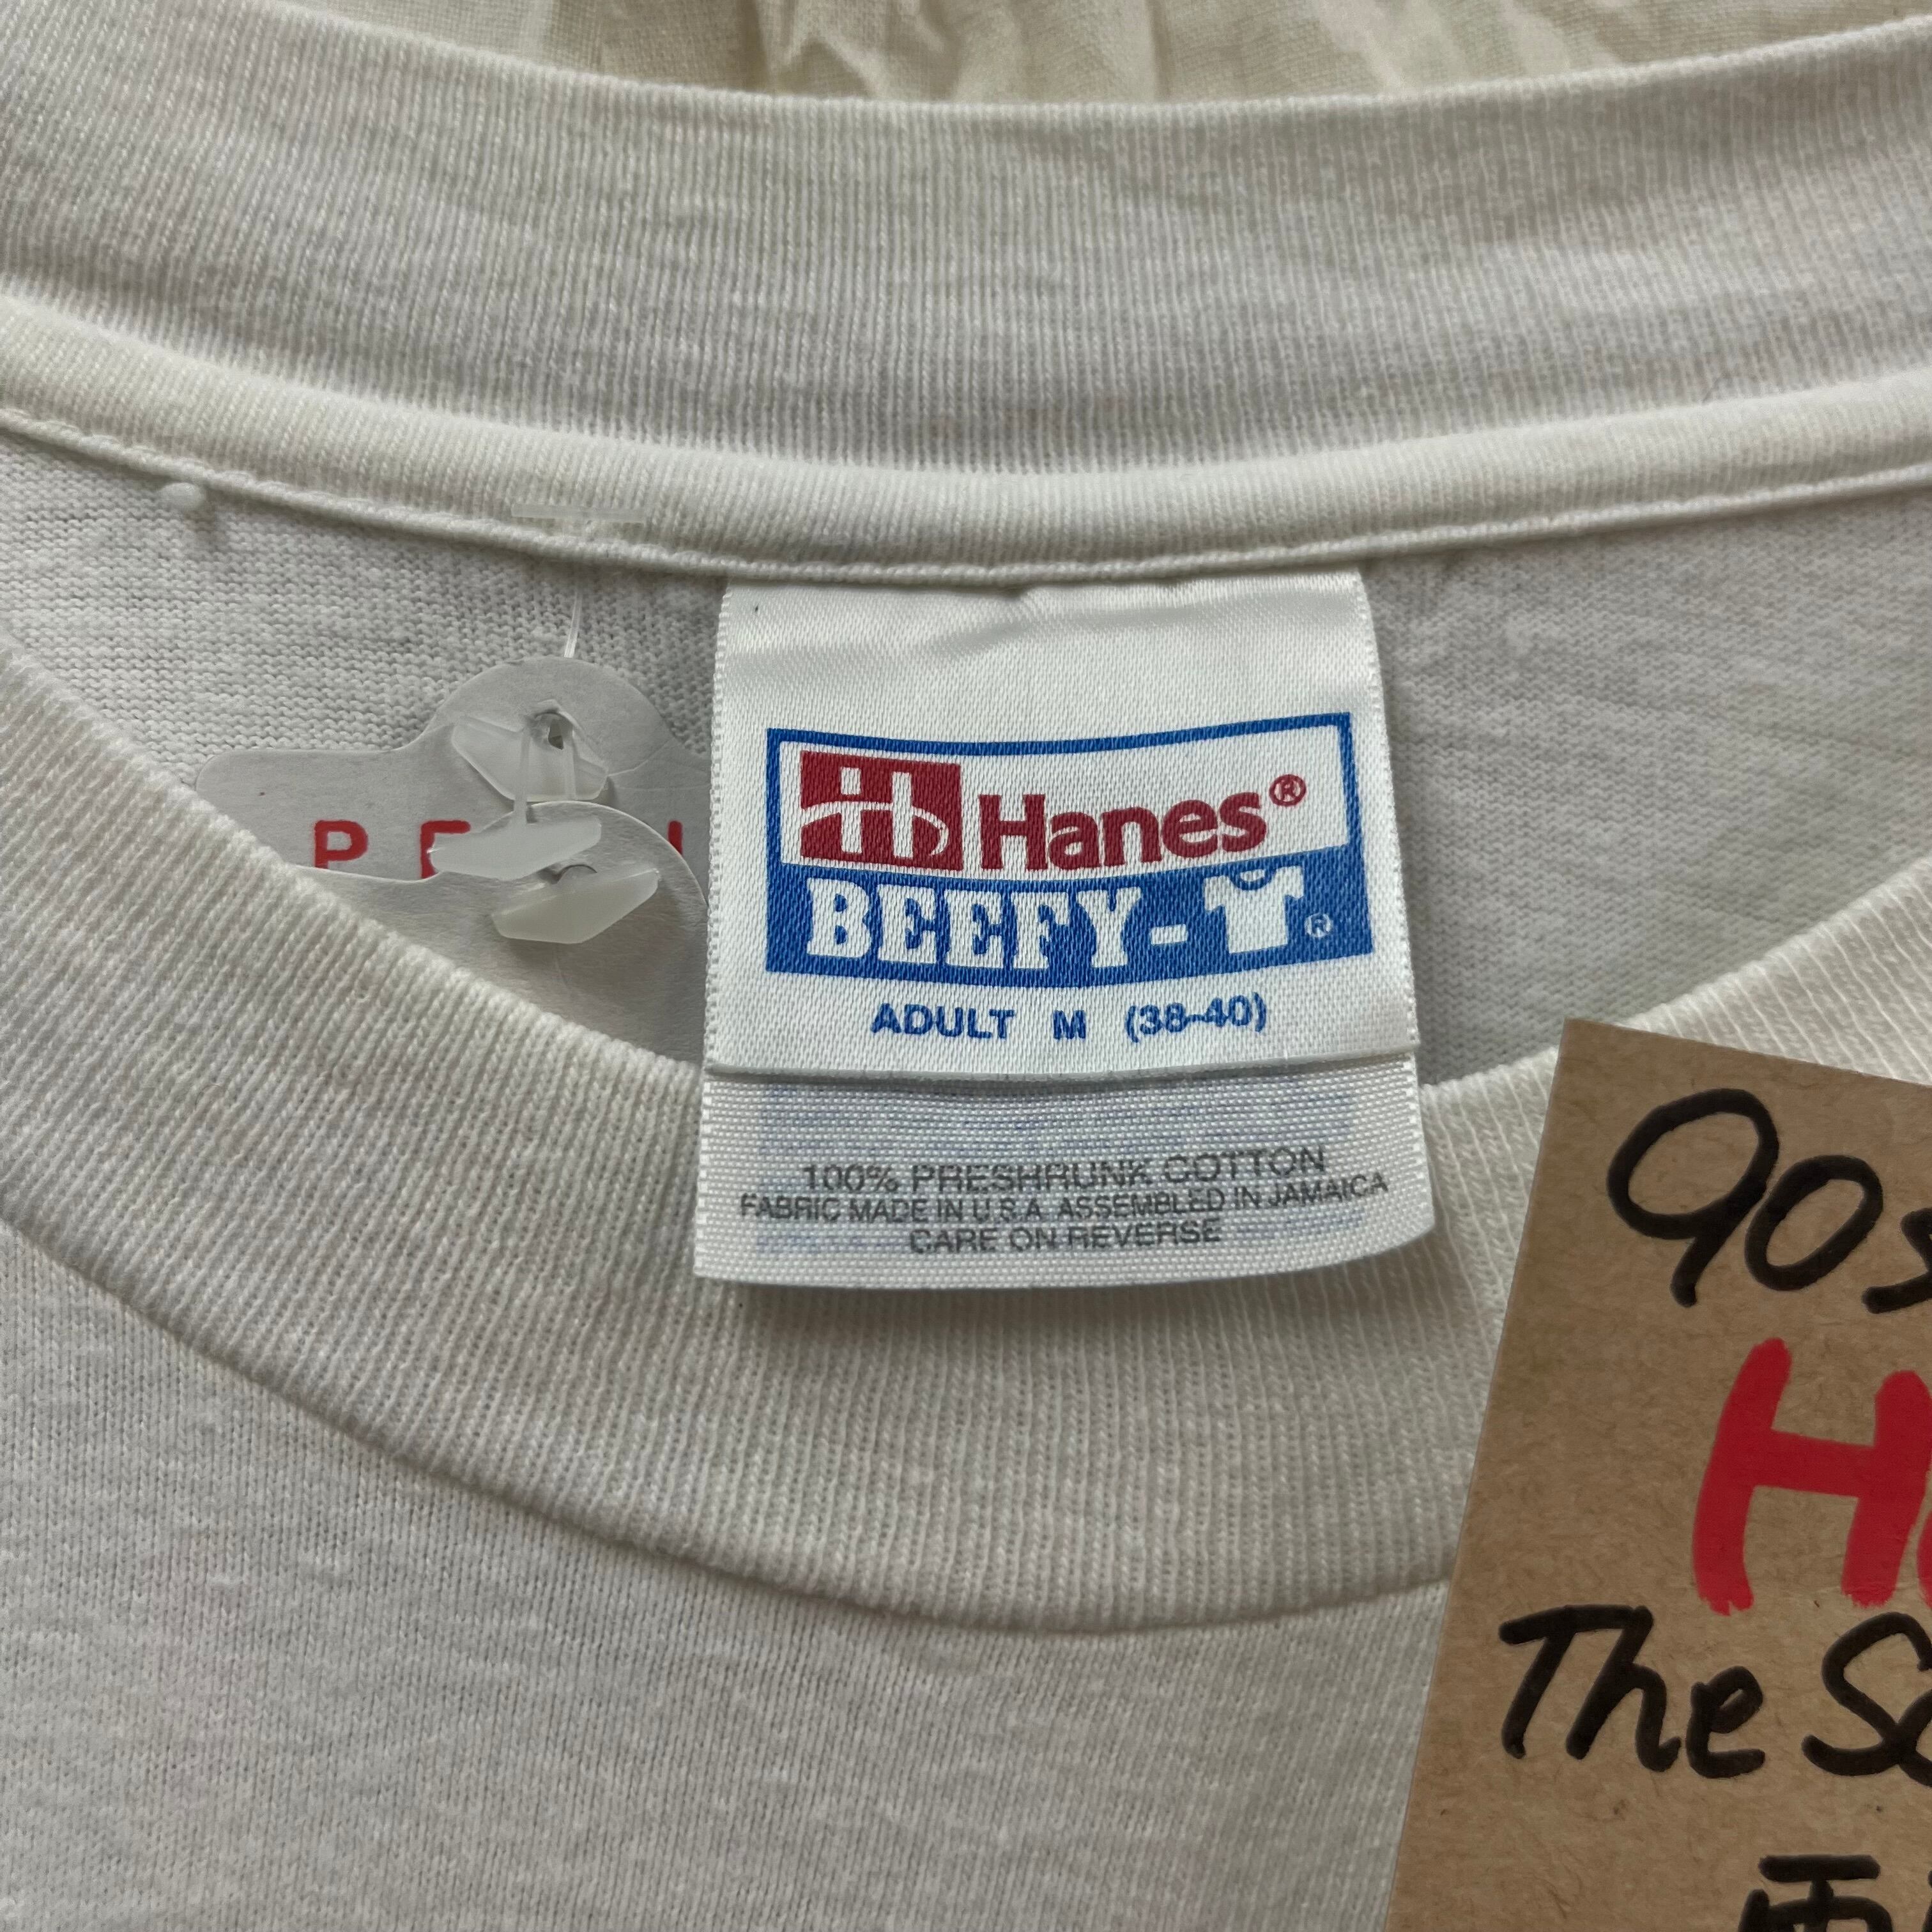 Hanes®
BEEFY-T®
ADULT M (38-40)
100% PRESHRUNK COTTON
FABRIC MADE IN U.S.A. ASSEMBLED IN JAMAICA
CARE ON REVERSE
90s
The